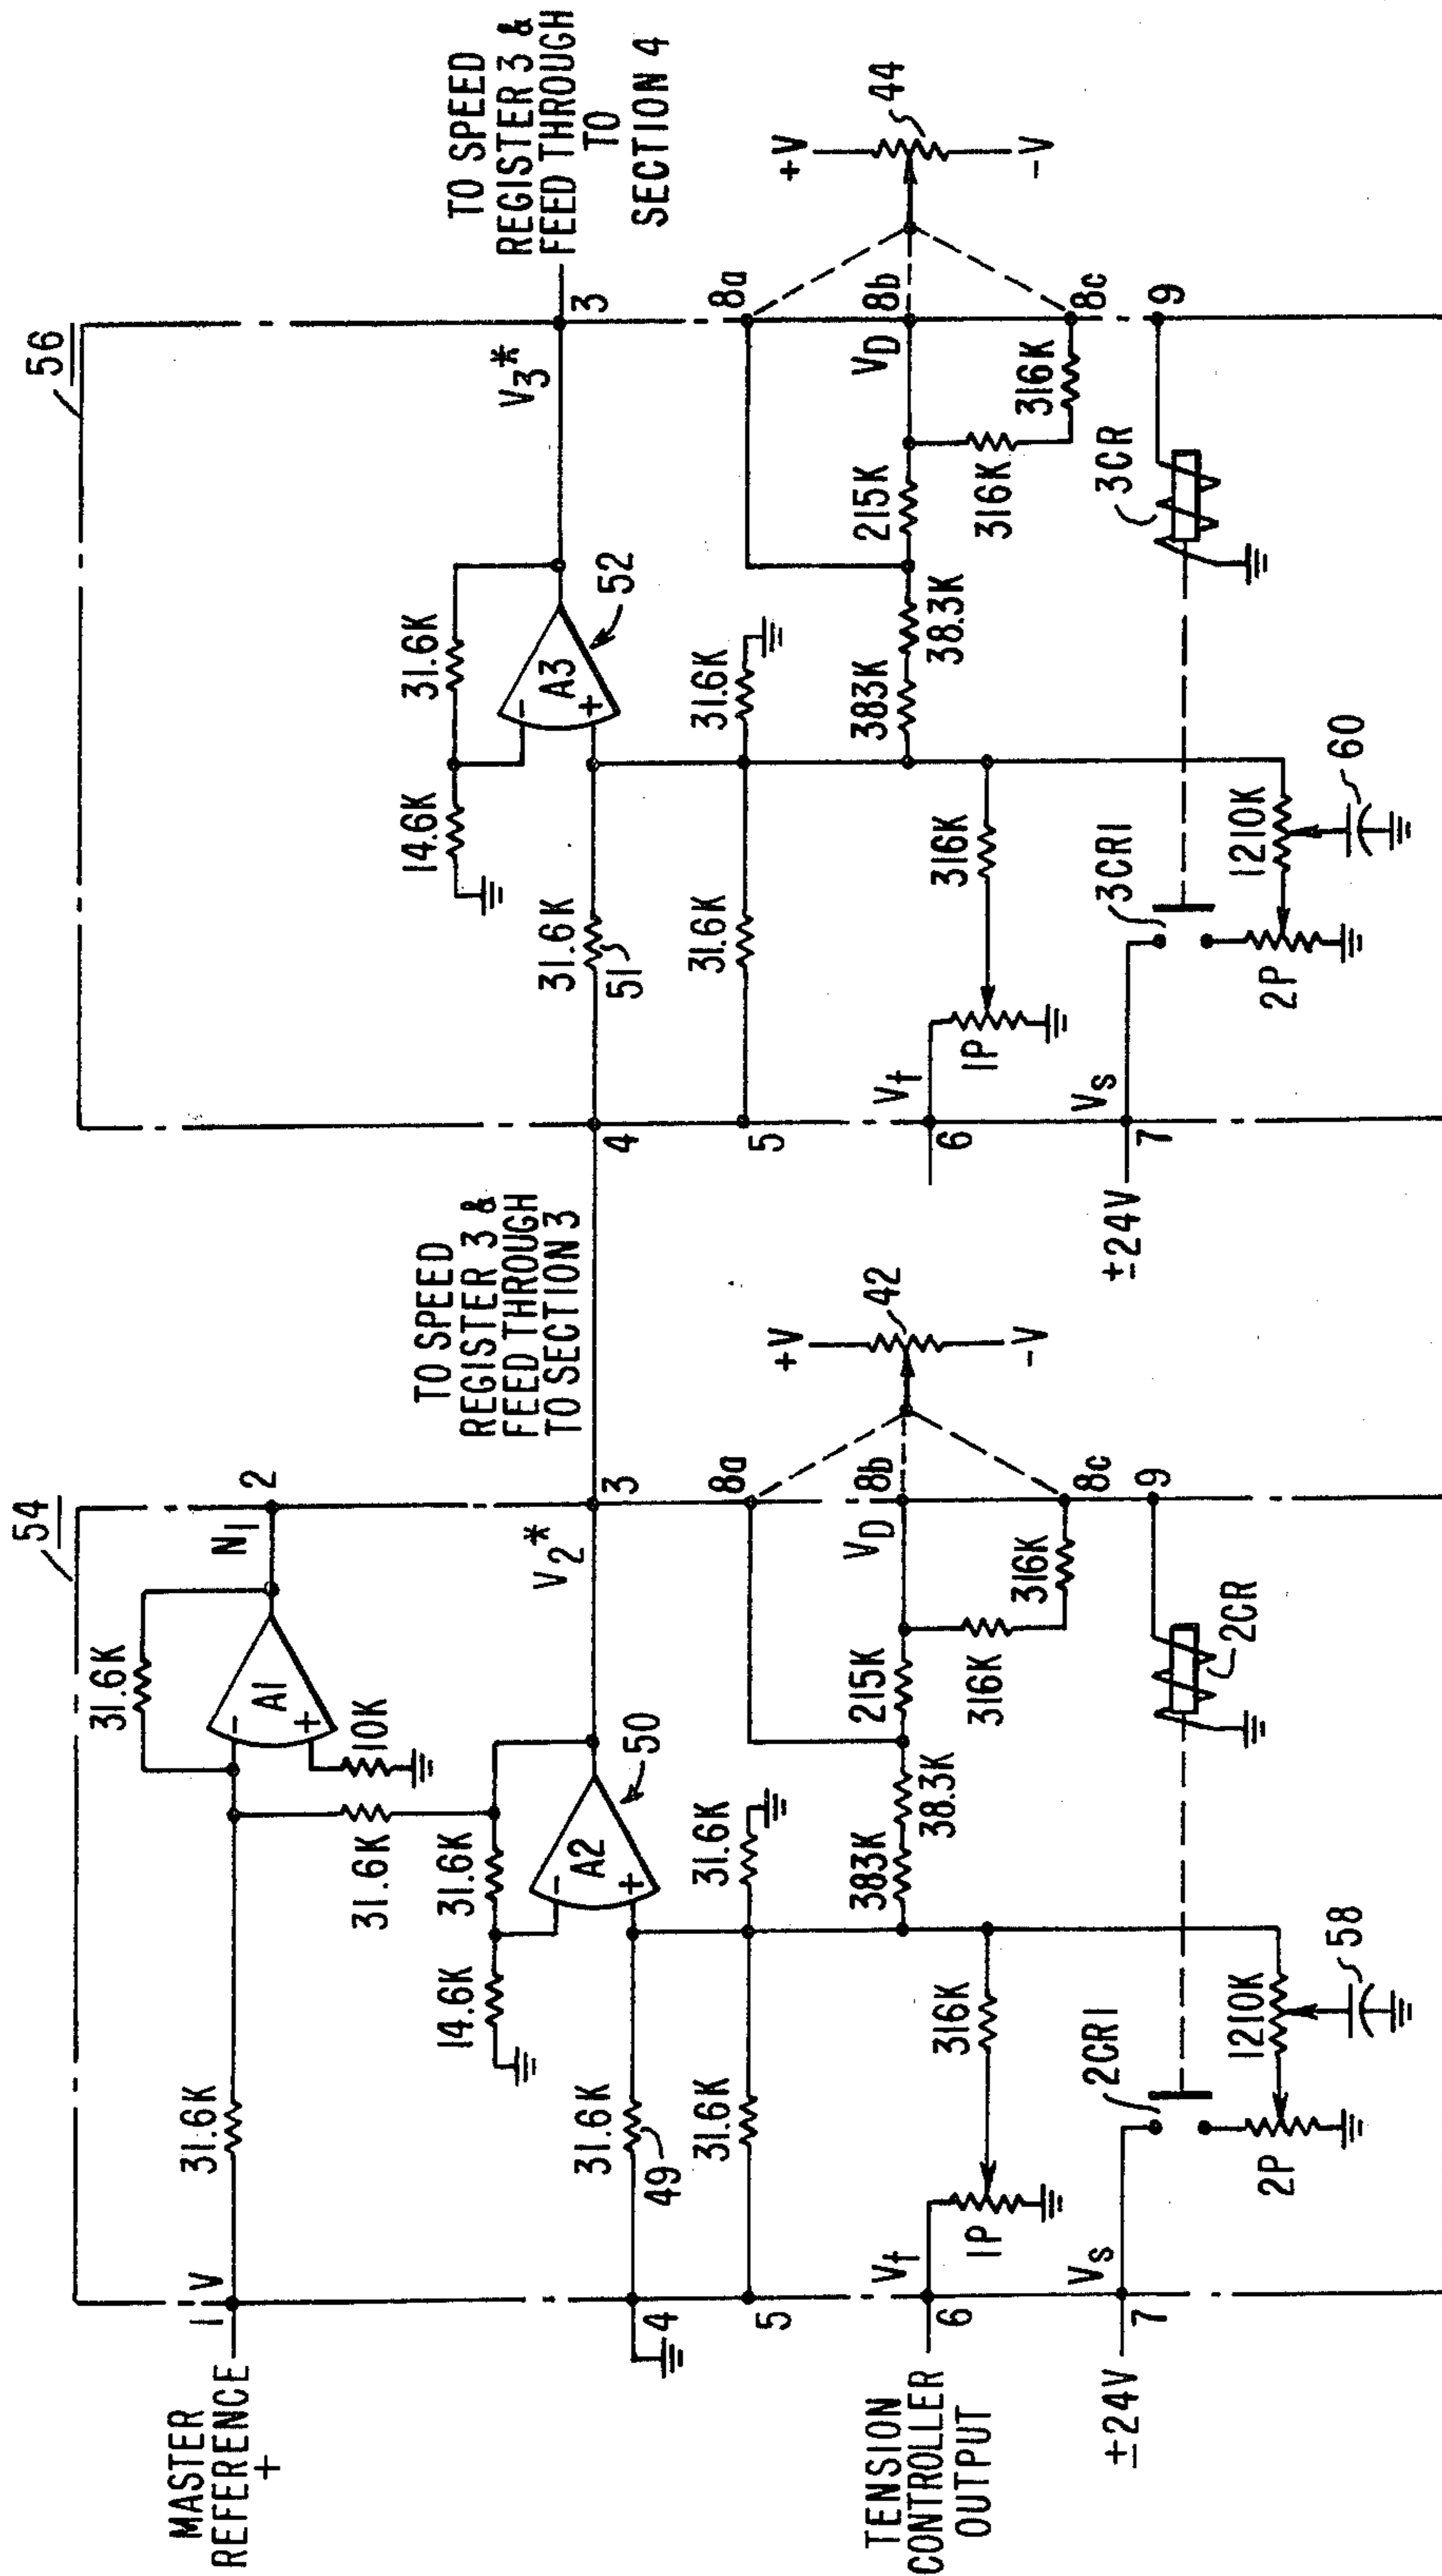 54
MASTER
REFERENCE
+
1
V
31.6K
31.6K
A1
-
+
10K
N1
2
31.6K
31.6K
14.6K
A2
-
+
50
V2*
3
31.6K
49
4
31.6K
31.6K
5
383K
38.3K
215K
8a
VD
8b
8c
316K
316K
+V
-V
42
TENSION
CONTROLLER
OUTPUT
6
Vt
1P
316K
±24V
7
Vs
2CR1
2P
1210K
58
2CR
9
TO SPEED
REGISTER 3 &
FEED THROUGH
TO SECTION 3
56
14.6K
31.6K
A3
-
+
52
V3*
3
TO SPEED
REGISTER 3 &
FEED THROUGH
TO
SECTION 4
4
31.6K
51
5
31.6K
31.6K
383K
38.3K
215K
8a
VD
8b
8c
316K
316K
+V
-V
44
6
Vt
1P
316K
±24V
7
Vs
3CR1
2P
1210K
60
3CR
9